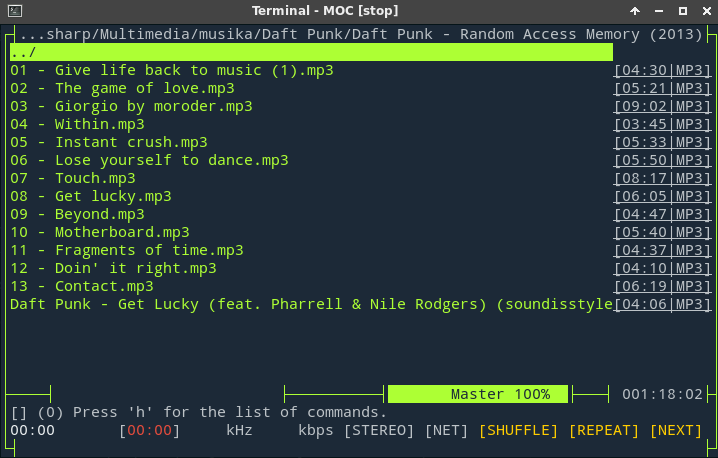 Terminal - MOC [stop]
...sharp/Multimedia/musika/Daft Punk/Daft Punk - Random Access Memory (2013)
../
01 - Give life back to music (1).mp3 [04:30|MP3]
02 - The game of love.mp3 [05:21|MP3]
03 - Giorgio by moroder.mp3 [09:02|MP3]
04 - Within.mp3 [03:45|MP3]
05 - Instant crush.mp3 [05:33|MP3]
06 - Lose yourself to dance.mp3 [05:50|MP3]
07 - Touch.mp3 [08:17|MP3]
08 - Get lucky.mp3 [06:05|MP3]
09 - Beyond.mp3 [04:47|MP3]
10 - Motherboard.mp3 [05:40|MP3]
11 - Fragments of time.mp3 [04:37|MP3]
12 - Doin' it right.mp3 [04:10|MP3]
13 - Contact.mp3 [06:19|MP3]
Daft Punk - Get Lucky (feat. Pharrell & Nile Rodgers) (soundisstyle[04:06|MP3]
Master 100% 001:18:02
[] (O) Press 'h' for the list of commands.
00:00 [00:00] kHz kbps [STEREO] [NET] [SHUFFLE] [REPEAT] [NEXT]